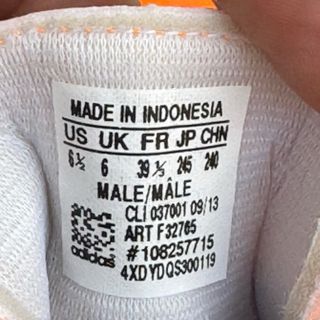 MADE IN INDONESIA
US UK FR JP CHN
6½ 6 39⅓ 245 240
MALE/MÂLE
CLI 037001 09/13
ART F32765
#108257715
adidas 4XDYDQS300119